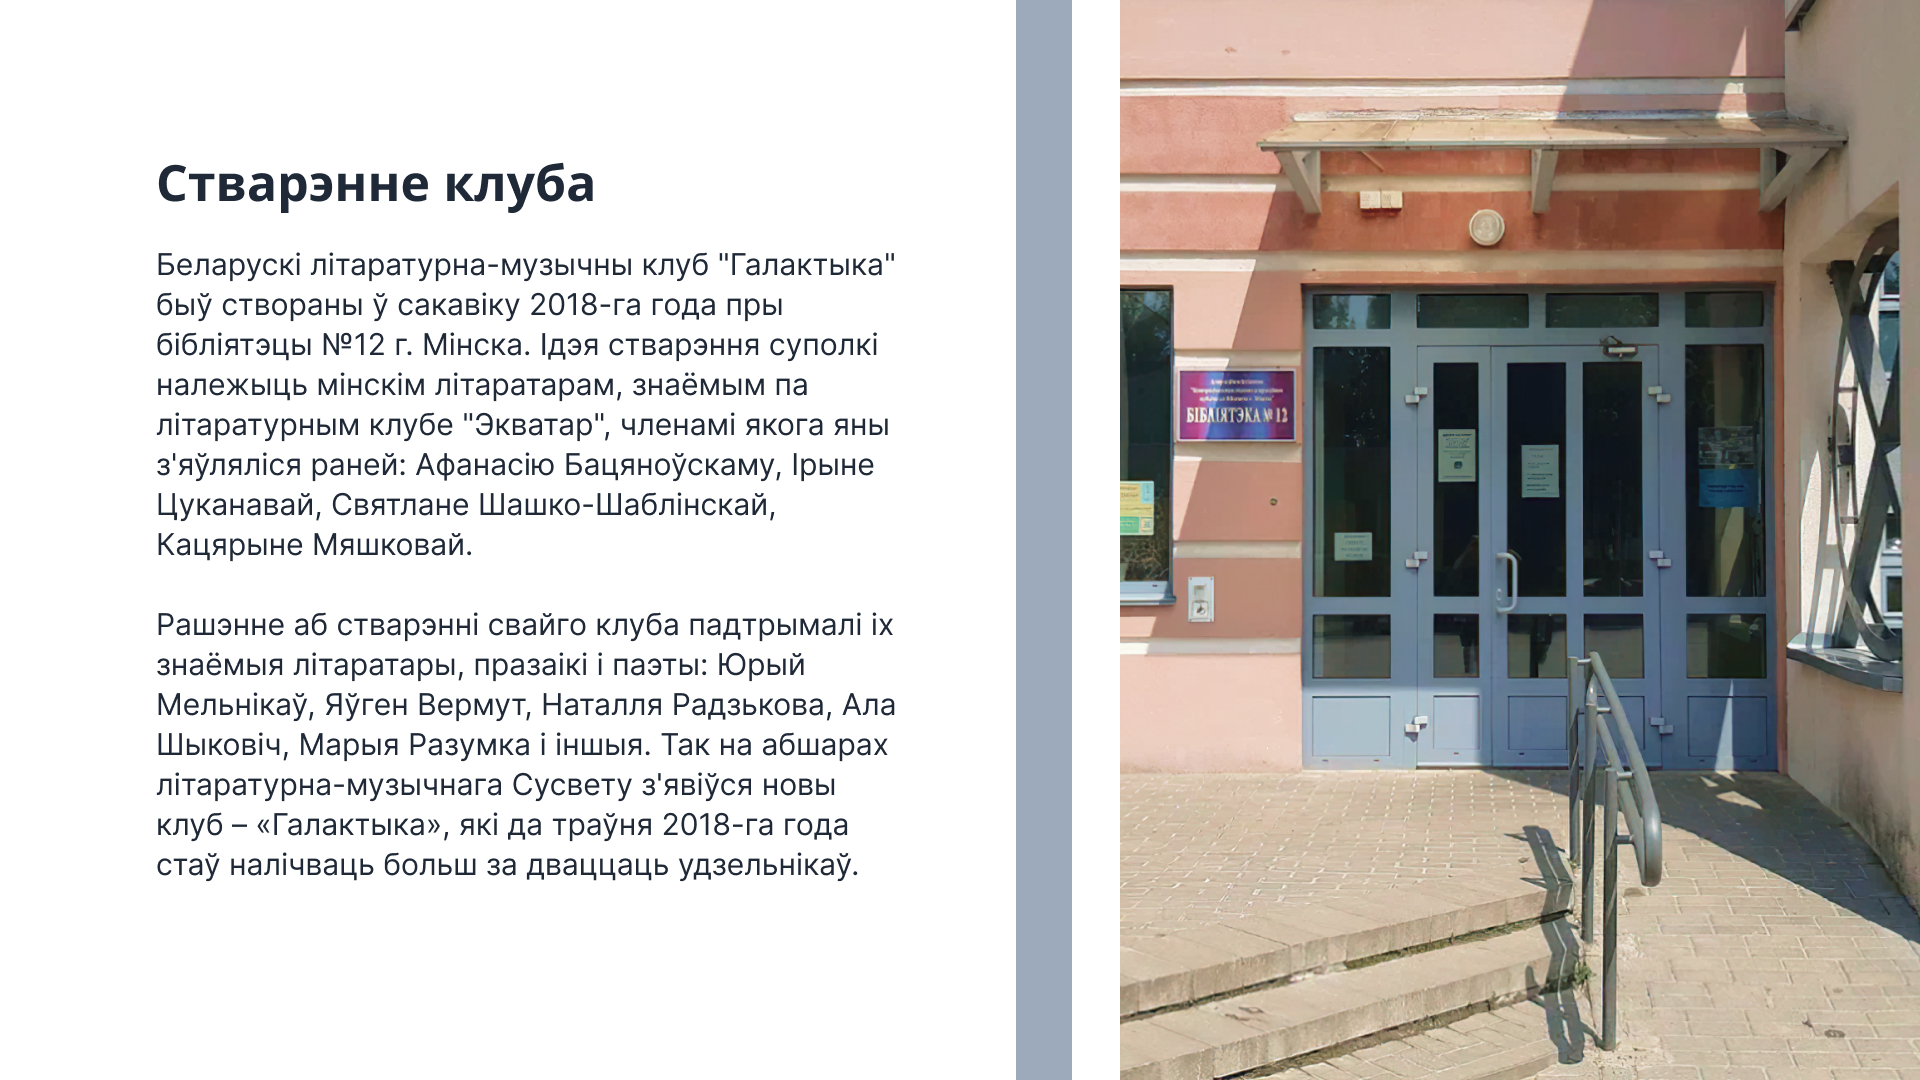 Стварэнне клуба
Беларускі літаратурна-музычны клуб "Галактыка"
быў створаны ў сакавіку 2018-га года пры
бібліятэцы №12 г. Мінска. Ідэя стварэння суполкі
належыць мінскім літаратарам, знаёмым па
літаратурным клубе "Экватар", членамі якога яны
з'яўляліся раней: Афанасію Бацяноўскаму, Ірыне
Цуканавай, Святлане Шашко-Шаблінскай,
Кацярыне Мяшковай.
Рашэнне аб стварэнні свайго клуба падтрымалі іх
знаёмыя літаратары, празаікі і паэты: Юрый
Мельнікаў, Яўген Вермут, Наталля Радзькова, Ала
Шыковіч, Марыя Разумка і іншыя. Так на абшарах
літаратурна-музычнага Сусвету з'явіўся новы
клуб – «Галактыка», які да траўня 2018-га года
стаў налічваць больш за дваццаць удзельнікаў.
БІБЛІЯТЭКА № 12